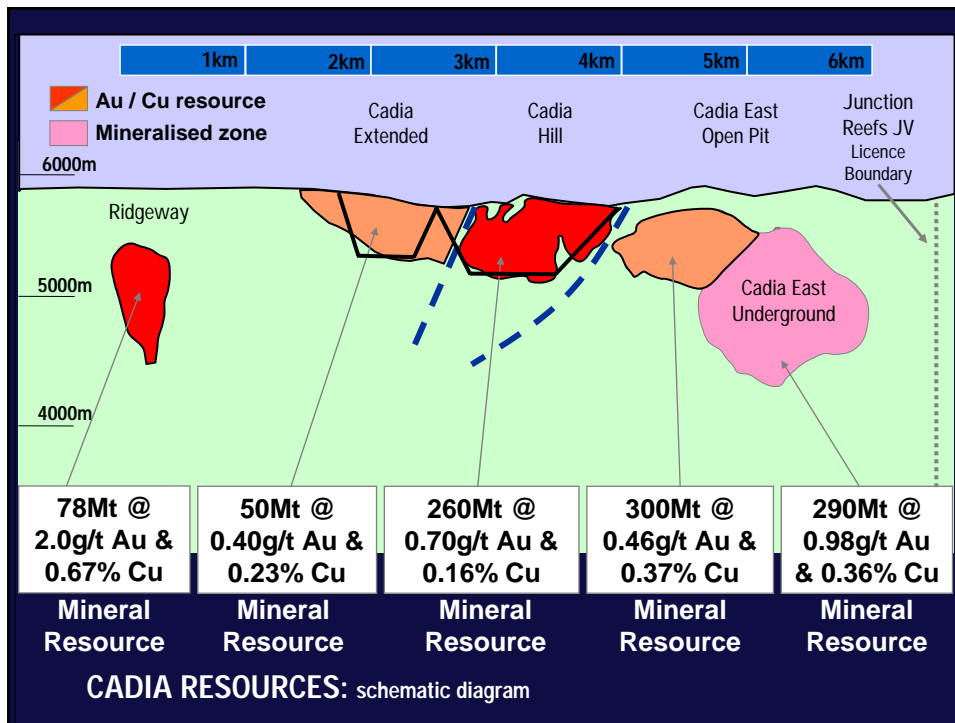 1km 2km 3km 4km 5km 6km
Au / Cu resource
Mineralised zone
Cadia
Extended
Cadia
Hill
Cadia East
Open Pit
Junction
Reefs JV
Licence
Boundary
6000m
Ridgeway
5000m
Cadia East
Underground
4000m
78Mt @
2.0g/t Au &
0.67% Cu
Mineral
Resource
50Mt @
0.40g/t Au &
0.23% Cu
Mineral
Resource
260Mt @
0.70g/t Au &
0.16% Cu
Mineral
Resource
300Mt @
0.46g/t Au &
0.37% Cu
Mineral
Resource
290Mt @
0.98g/t Au
& 0.36% Cu
Mineral
Resource
CADIA RESOURCES: schematic diagram